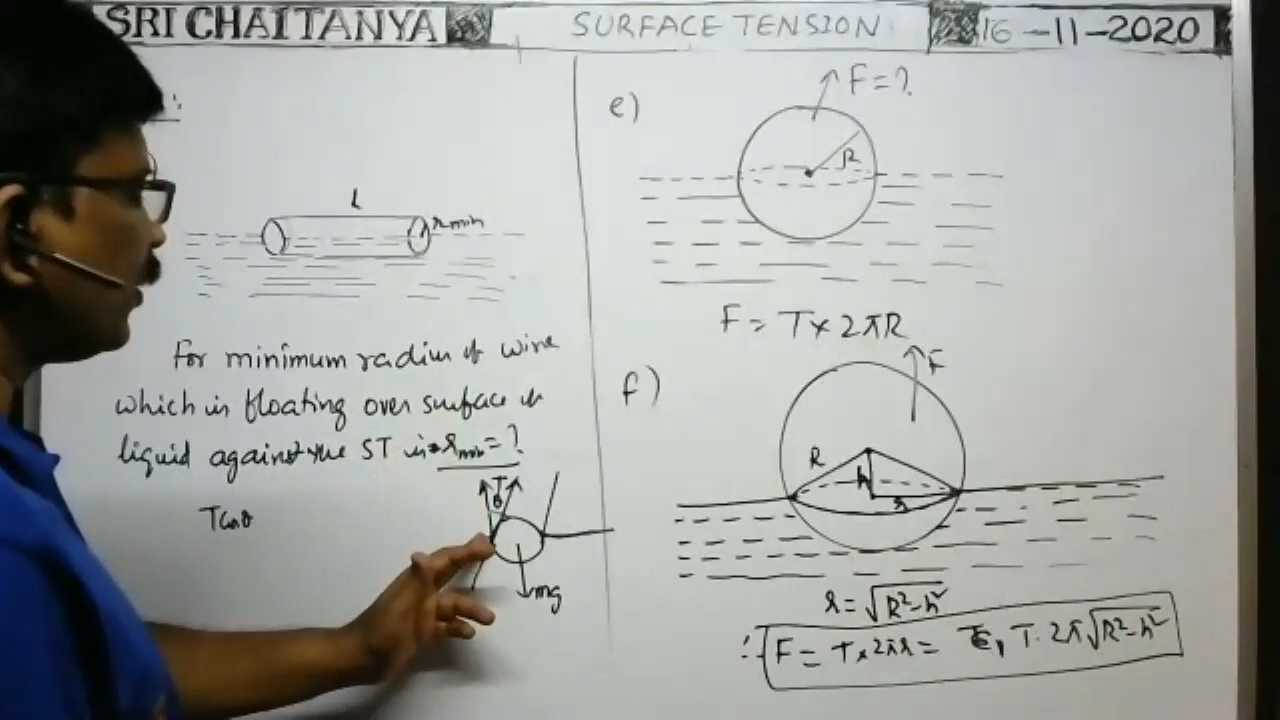 SRI CHAITANYA
SURFACE TENSION
16-11-2020
L
r min
For minimum radius of wire
which is floating over surface of
liquid against the ST is r min = ?
Tcosθ
T
θ
mg
e)
F = ?
R
F = T × 2πR
f)
F
R
h
r
r = √R²-h²
∴ F = T × 2πr = T. 2π√R²-h²